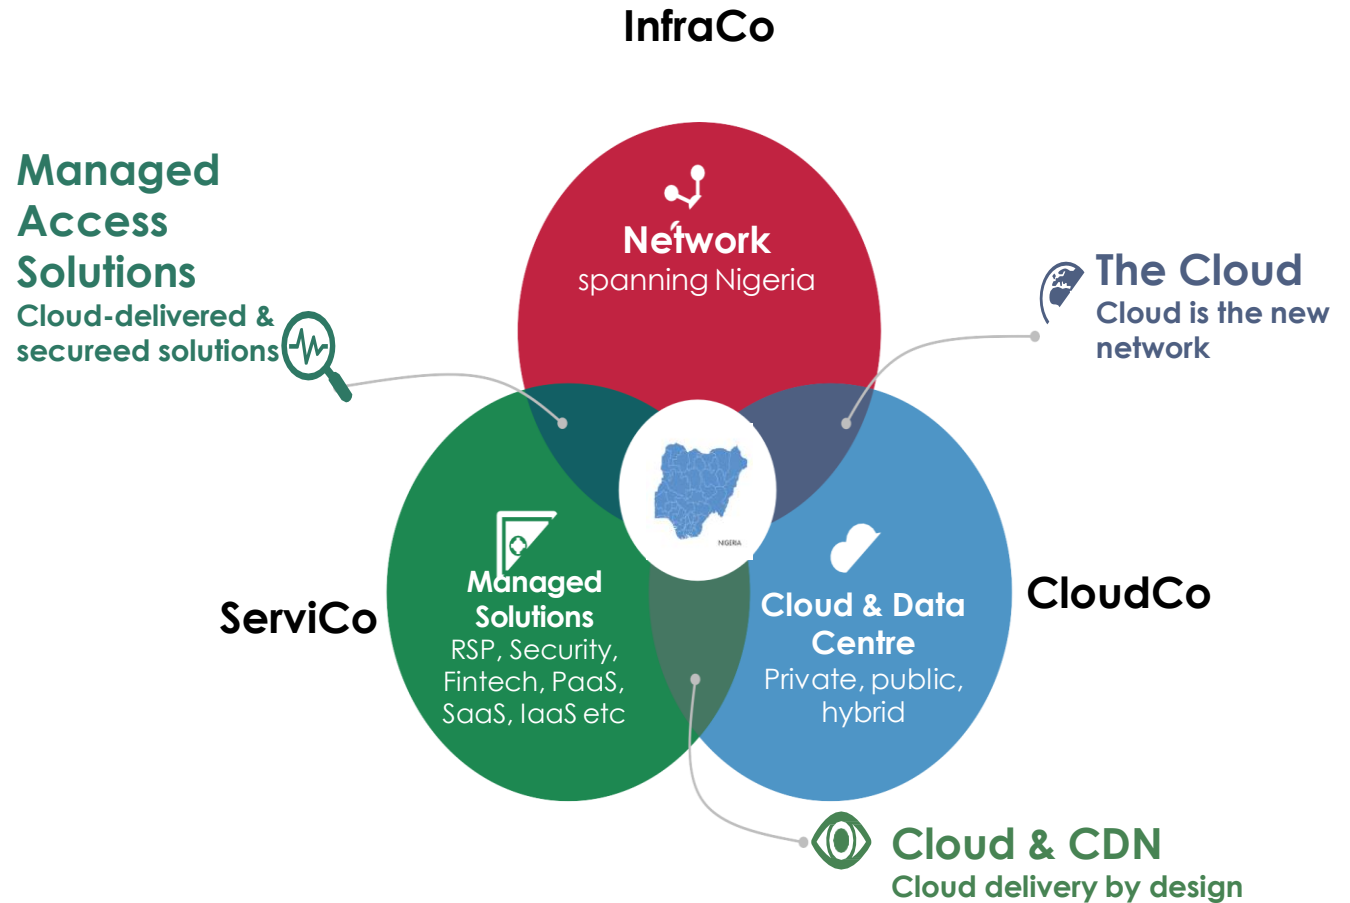 InfraCo
Managed
Access
Solutions
Cloud-delivered &
secureed solutions
Network
spanning Nigeria
The Cloud
Cloud is the new
network
NIGERIA
ServiCo
Managed
Solutions
RSP, Security,
Fintech, PaaS,
SaaS, IaaS etc
Cloud & Data
Centre
Private, public,
hybrid
CloudCo
Cloud & CDN
Cloud delivery by design